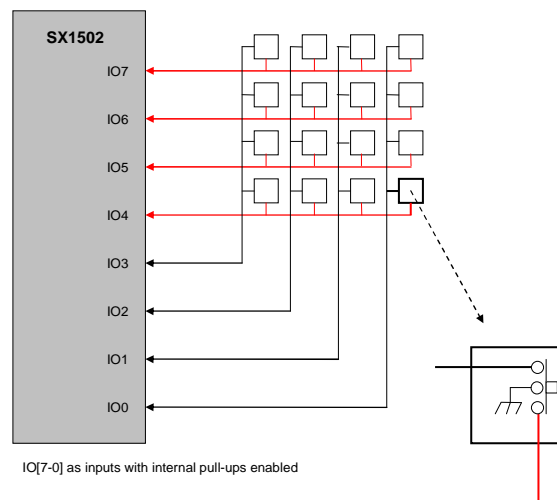 SX1502
IO7
IO6
IO5
IO4
IO3
IO2
IO1
IO0
IO[7-0] as inputs with internal pull-ups enabled